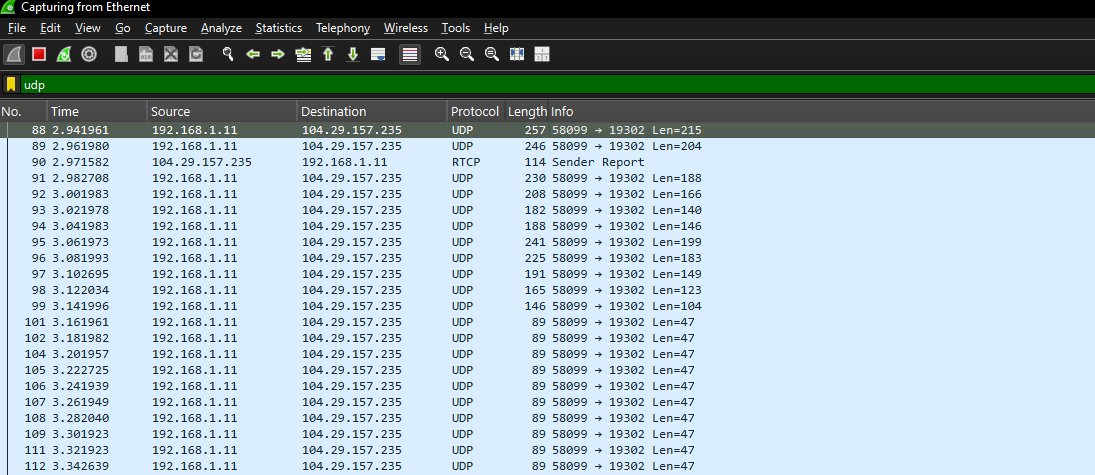 Capturing from Ethernet
File Edit View Go Capture Analyze Statistics Telephony Wireless Tools Help
udp
No. Time Source Destination Protocol Length Info
88 2.941961 192.168.1.11 104.29.157.235 UDP 257 58099 → 19302 Len=215
89 2.961980 192.168.1.11 104.29.157.235 UDP 246 58099 → 19302 Len=204
90 2.971582 104.29.157.235 192.168.1.11 RTCP 114 Sender Report
91 2.982708 192.168.1.11 104.29.157.235 UDP 230 58099 → 19302 Len=188
92 3.001983 192.168.1.11 104.29.157.235 UDP 208 58099 → 19302 Len=166
93 3.021978 192.168.1.11 104.29.157.235 UDP 182 58099 → 19302 Len=140
94 3.041983 192.168.1.11 104.29.157.235 UDP 188 58099 → 19302 Len=146
95 3.061973 192.168.1.11 104.29.157.235 UDP 241 58099 → 19302 Len=199
96 3.081993 192.168.1.11 104.29.157.235 UDP 225 58099 → 19302 Len=183
97 3.102695 192.168.1.11 104.29.157.235 UDP 191 58099 → 19302 Len=149
98 3.122034 192.168.1.11 104.29.157.235 UDP 165 58099 → 19302 Len=123
99 3.141996 192.168.1.11 104.29.157.235 UDP 146 58099 → 19302 Len=104
101 3.161961 192.168.1.11 104.29.157.235 UDP 89 58099 → 19302 Len=47
102 3.181982 192.168.1.11 104.29.157.235 UDP 89 58099 → 19302 Len=47
104 3.201957 192.168.1.11 104.29.157.235 UDP 89 58099 → 19302 Len=47
105 3.222725 192.168.1.11 104.29.157.235 UDP 89 58099 → 19302 Len=47
106 3.241939 192.168.1.11 104.29.157.235 UDP 89 58099 → 19302 Len=47
107 3.261949 192.168.1.11 104.29.157.235 UDP 89 58099 → 19302 Len=47
108 3.282040 192.168.1.11 104.29.157.235 UDP 89 58099 → 19302 Len=47
109 3.301923 192.168.1.11 104.29.157.235 UDP 89 58099 → 19302 Len=47
111 3.321923 192.168.1.11 104.29.157.235 UDP 89 58099 → 19302 Len=47
112 3.342639 192.168.1.11 104.29.157.235 UDP 89 58099 → 19302 Len=47